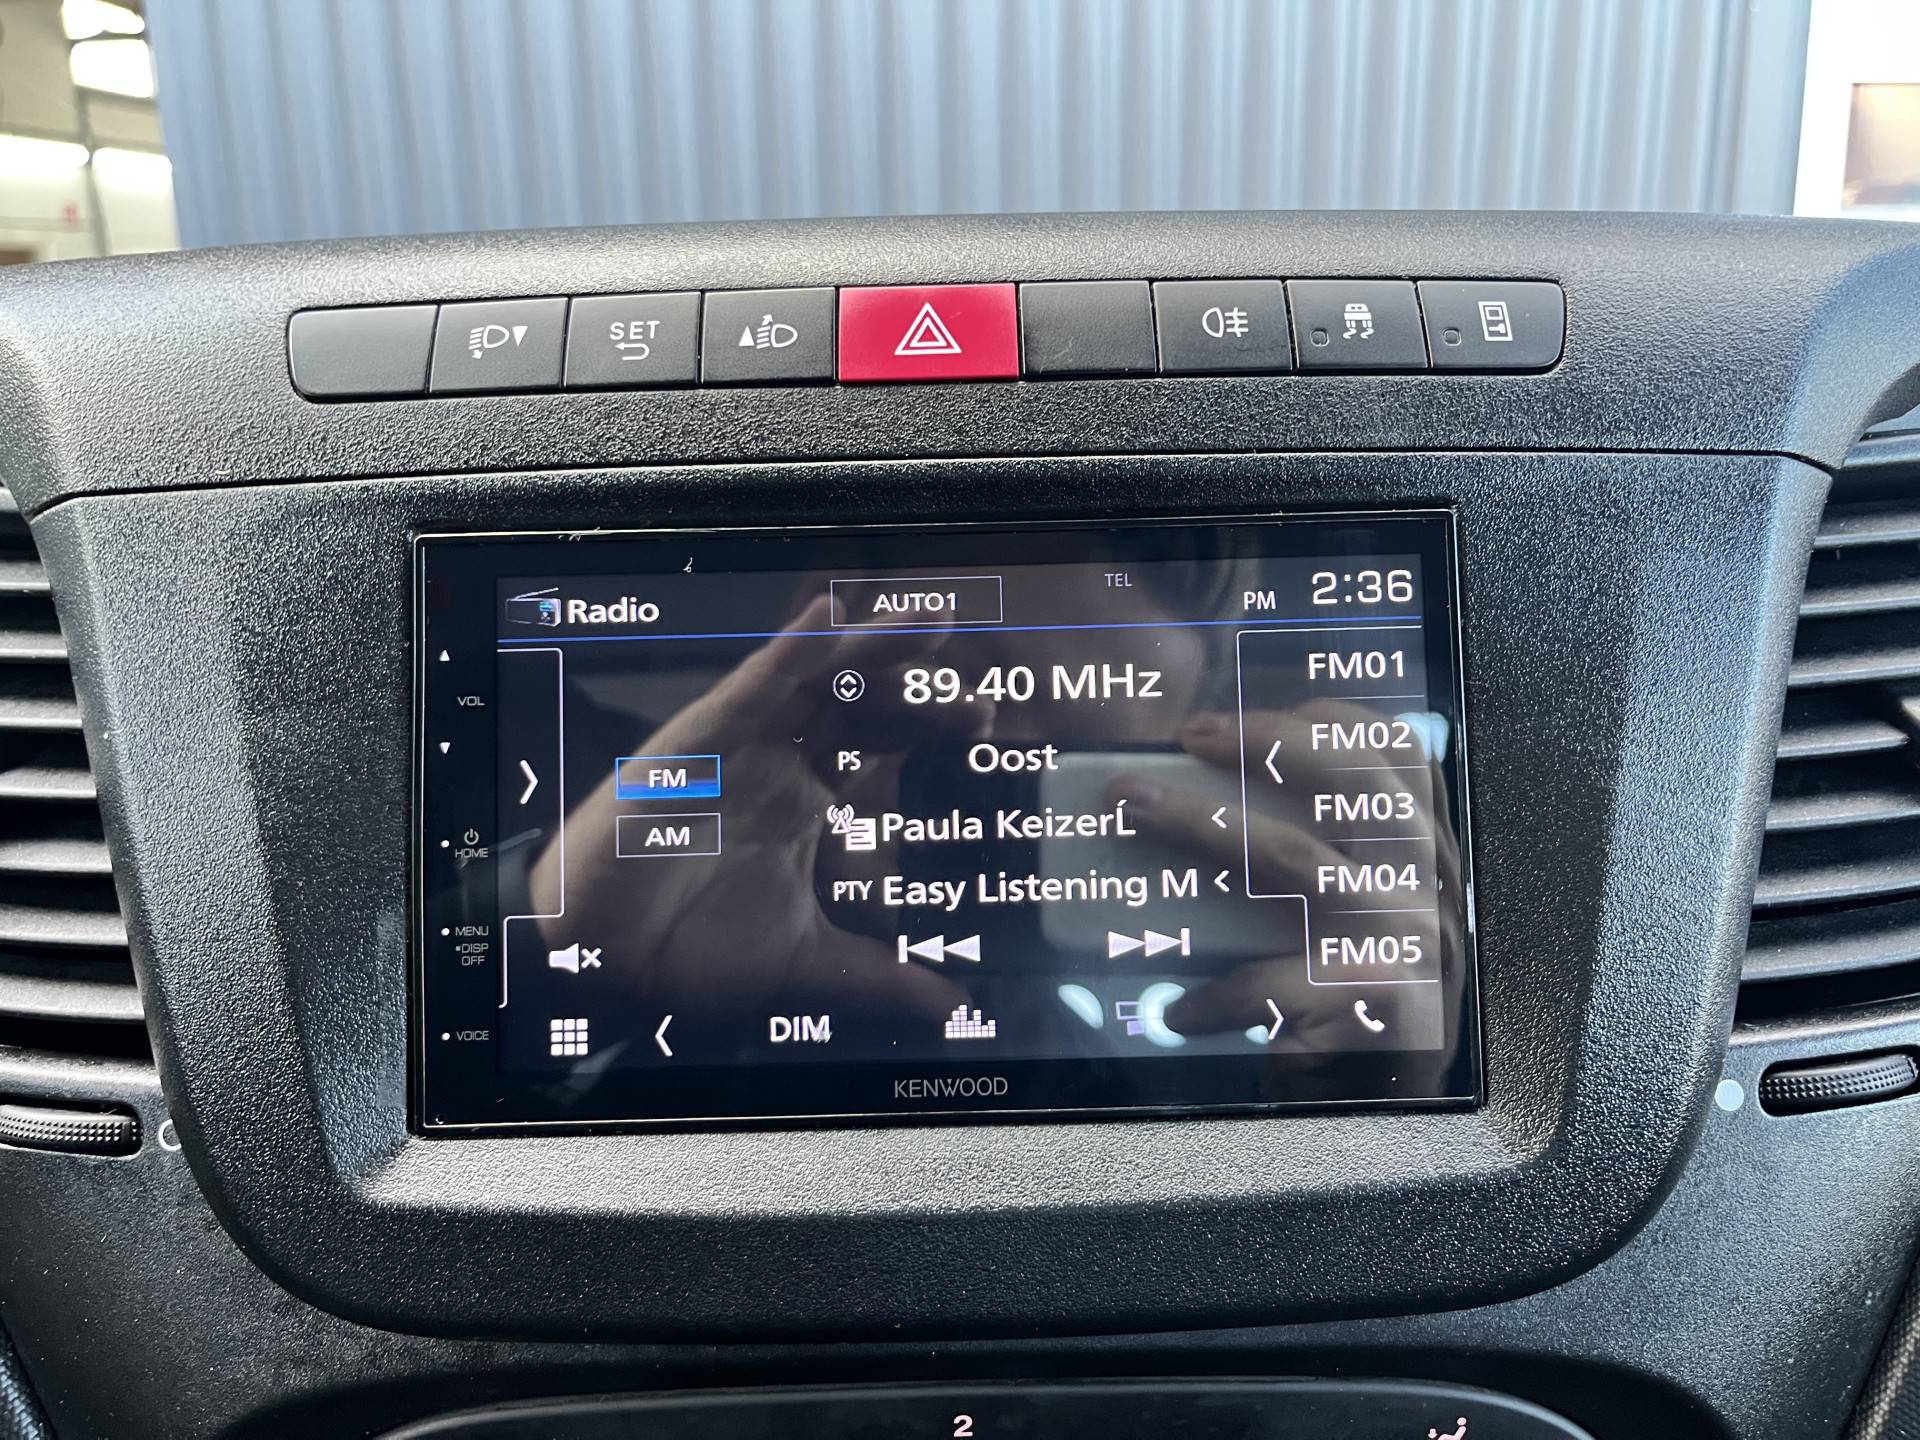 SET
Radio
AUTO1
TEL
PM 2:36
VOL
89.40 MHz
FM01
PS Oost
FM02
FM
Paula KeizerĹ
FM03
AM
HOME
PTY Easy Listening M
FM04
MENU
DISP
OFF
FM05
VOICE
DIM
KENWOOD
2